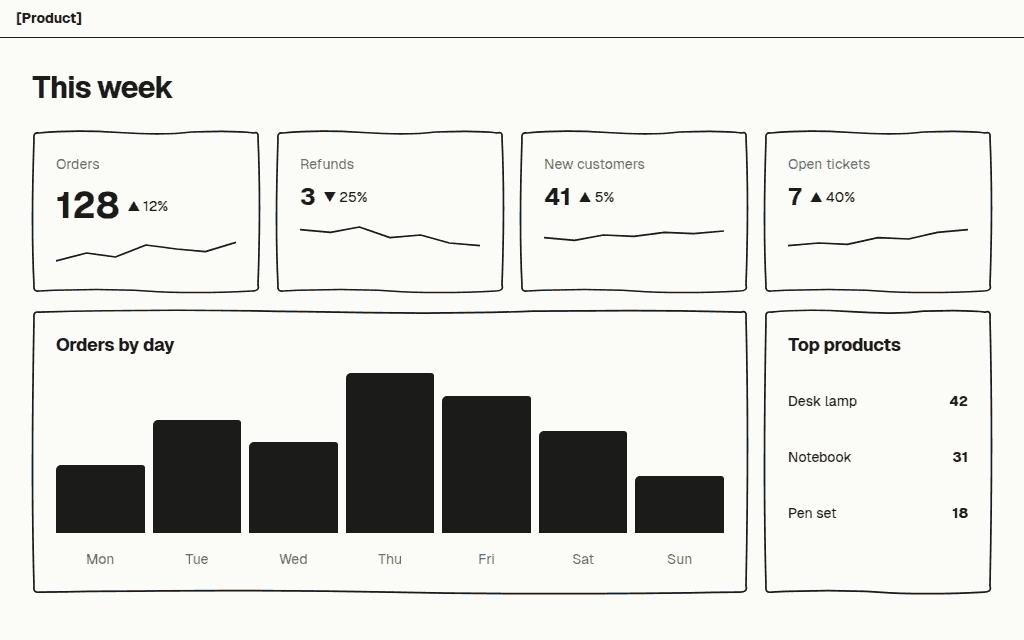 [Product]
This week
Orders
128 ▲ 12%
Refunds
3 ▼ 25%
New customers
41 ▲ 5%
Open tickets
7 ▲ 40%
Orders by day
Mon Tue Wed Thu Fri Sat Sun
Top products
Desk lamp 42
Notebook 31
Pen set 18